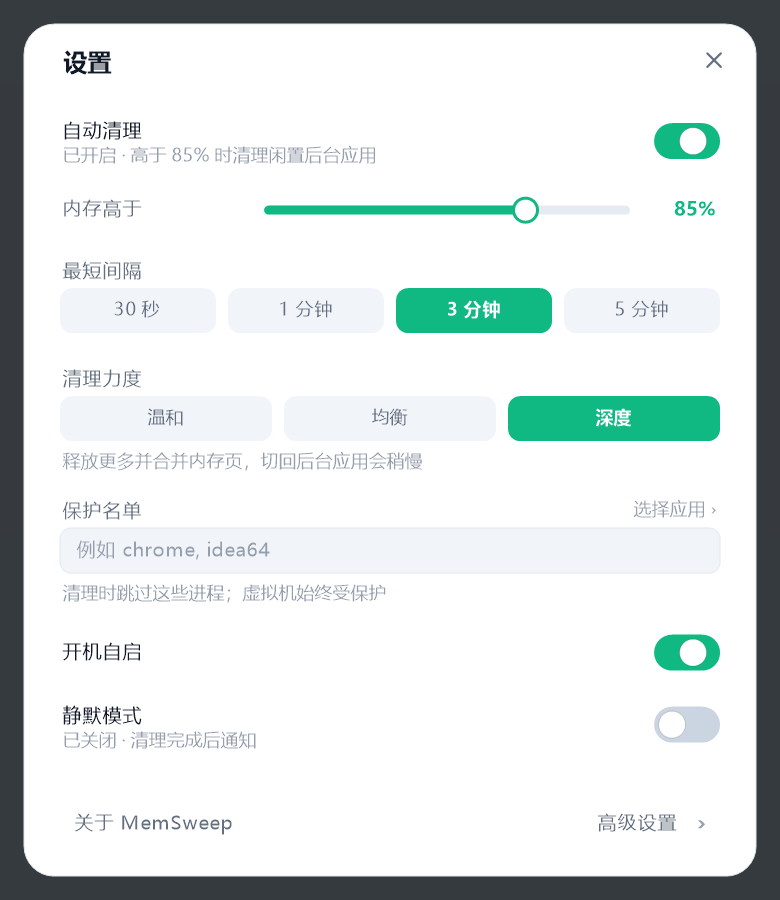 设置
自动清理
已开启 · 高于 85% 时清理闲置后台应用
内存高于 85%
最短间隔
30 秒 1 分钟 3 分钟 5 分钟
清理力度
温和 均衡 深度
释放更多并合并内存页，切回后台应用会稍慢
保护名单 选择应用 ›
例如 chrome, idea64
清理时跳过这些进程；虚拟机始终受保护
开机自启
静默模式
已关闭 · 清理完成后通知
关于 MemSweep 高级设置 ›